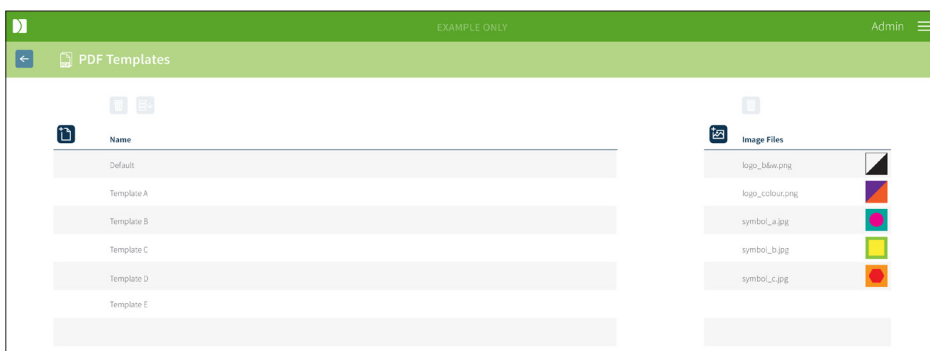 EXAMPLE ONLY
Admin
PDF Templates
Name
Default
Template A
Template B
Template C
Template D
Template E
Image Files
logo_b&w.png
logo_colour.png
symbol_a.jpg
symbol_b.jpg
symbol_c.jpg